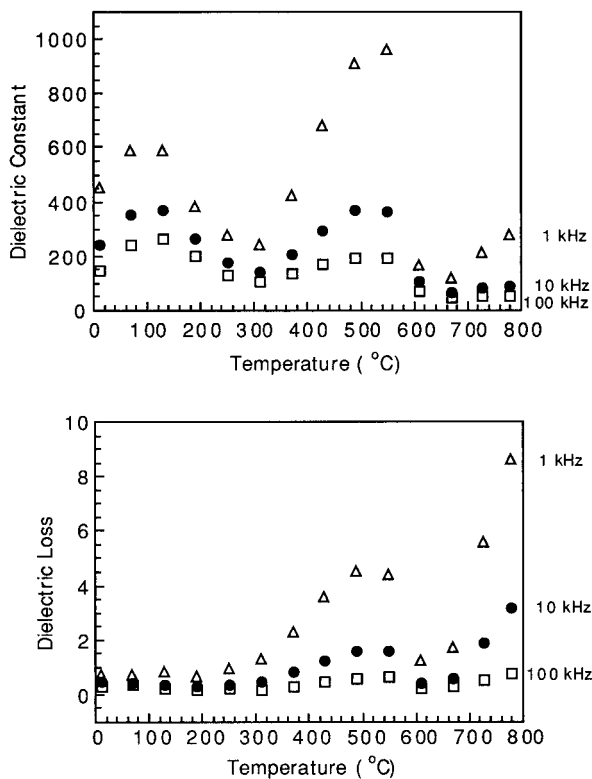 1000
800
600
400
200
0
Dielectric Constant
1 kHz
10 kHz
100 kHz
0 100 200 300 400 500 600 700 800
Temperature ( °C)
10
8
6
4
2
0
Dielectric Loss
1 kHz
10 kHz
100 kHz
0 100 200 300 400 500 600 700 800
Temperature ( °C)